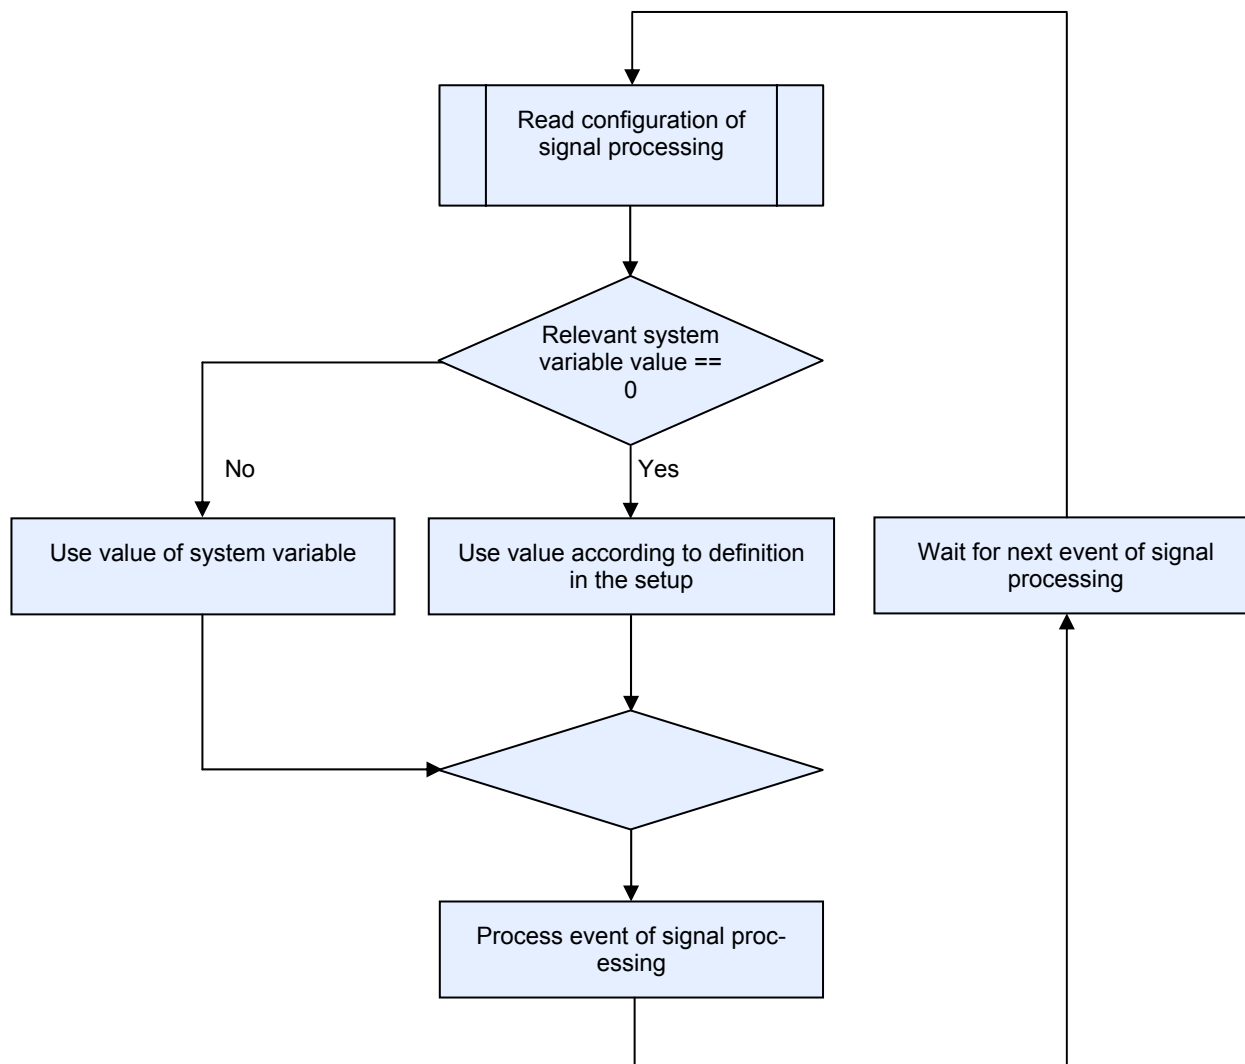 Read configuration of
signal processing
Relevant system
variable value ==
0
No
Yes
Use value of system variable
Use value according to definition
in the setup
Wait for next event of signal
processing
Process event of signal proc-
essing